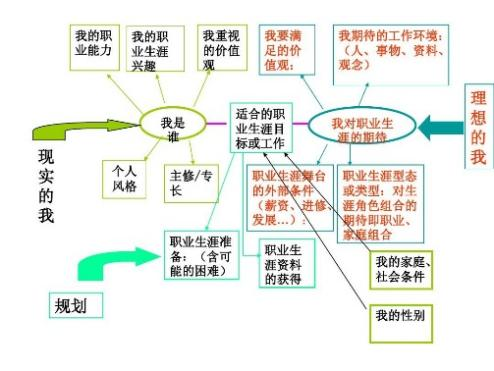 我的职
业能力
我的职
业生涯
兴趣
我重视
的价值
观
我要满
足的价
值观：
我期待的工作环境：
（人、事物、资料、
观念）
我是
谁
适合的职
业生涯目
标或工作
我对职业生
涯的期待
理
想
的
我
现
实
的
我
个人
风格
主修/专
长
职业生涯舞台
的外部条件
（薪资、进修、
发展…）：
职业生涯型态
或类型：对生
涯角色组合的
期待即职业、
家庭组合
职业生涯准
备：（含可
能的困难）
职业生
涯资料
的获得
我的家庭、
社会条件
规划
我的性别